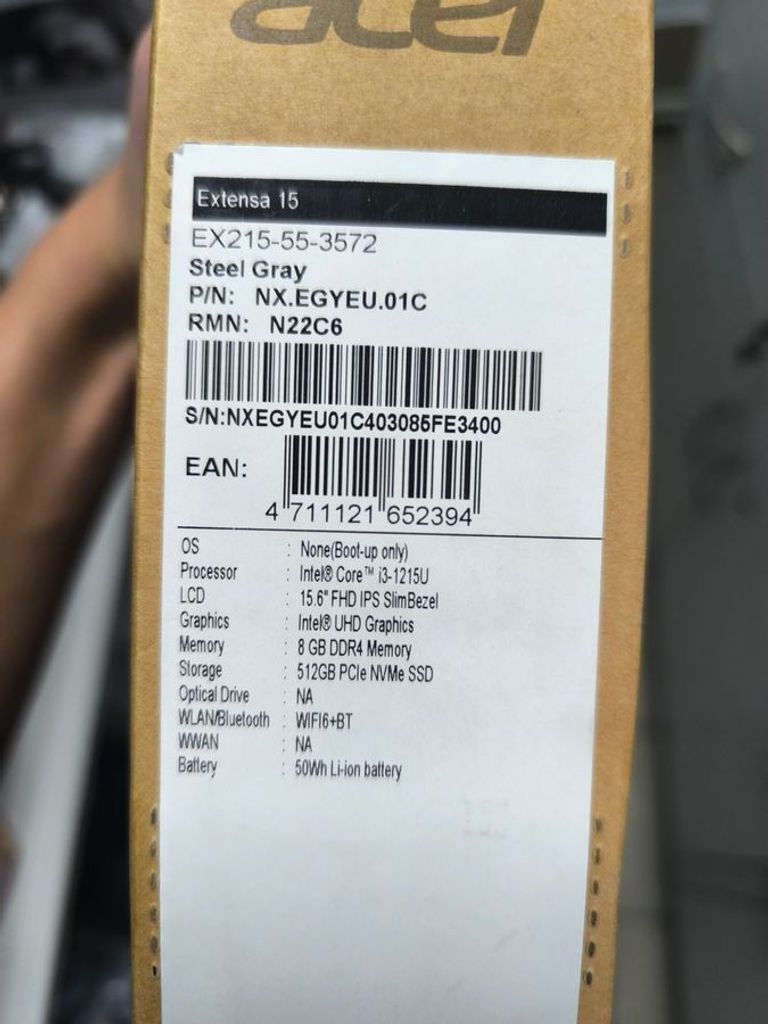 acer
Extensa 15
EX215-55-3572
Steel Gray
P/N: NX.EGYEU.01C
RMN: N22C6
S/N:NXEGYEU01C403085FE3400
EAN:
4 711121 652394
OS : None(Boot-up only)
Processor : Intel® Core™ i3-1215U
LCD : 15.6" FHD IPS SlimBezel
Graphics : Intel® UHD Graphics
Memory : 8 GB DDR4 Memory
Storage : 512GB PCIe NVMe SSD
Optical Drive : NA
WLAN/Bluetooth : WIFI6+BT
WWAN : NA
Battery : 50Wh Li-ion battery